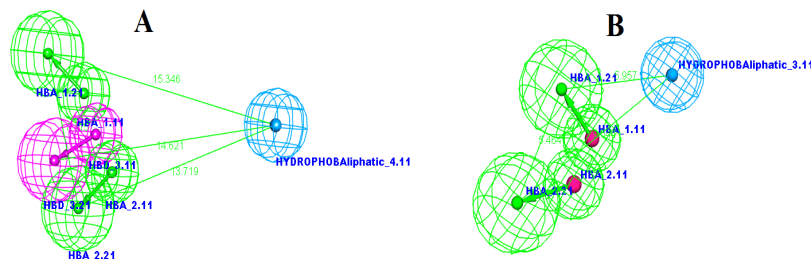 A
15.346
HBA_1.21
HBA_1.11
14.621
HBD_3.11
13.719
HYDROPHOBAliphatic_4.11
HBD_3.21
HBA_2.11
HBA_2.21
B
HYDROPHOBAliphatic_3.11
HBA_1.21
HBA_1.11
HBA_2.11
HBA_2.21